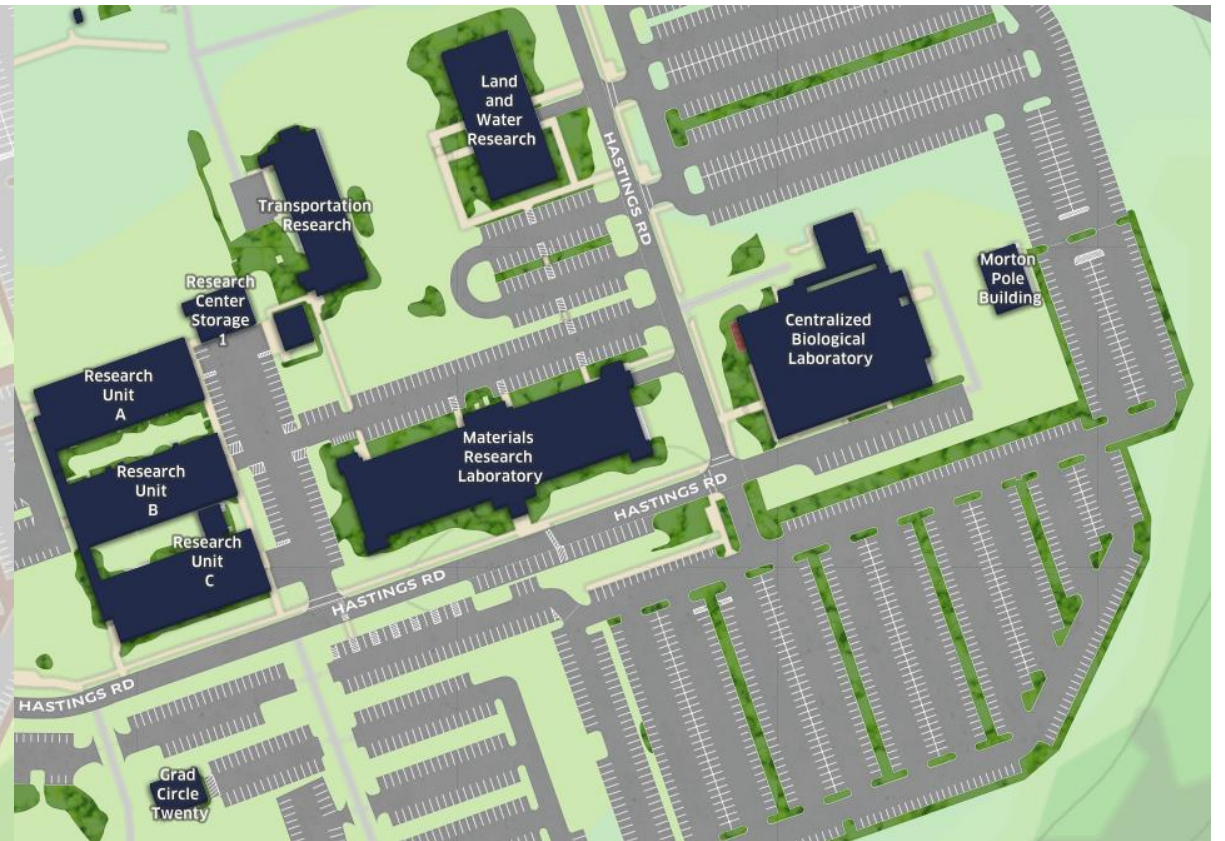 Land
and
Water
Research
HASTINGS RD
Transportation
Research
Morton
Pole
Building
Research
Center
Storage
1
Centralized
Biological
Laboratory
Research
Unit
A
Materials
Research
Laboratory
Research
Unit
B
HASTINGS RD
Research
Unit
C
HASTINGS RD
HASTINGS RD
Grad
Circle
Twenty